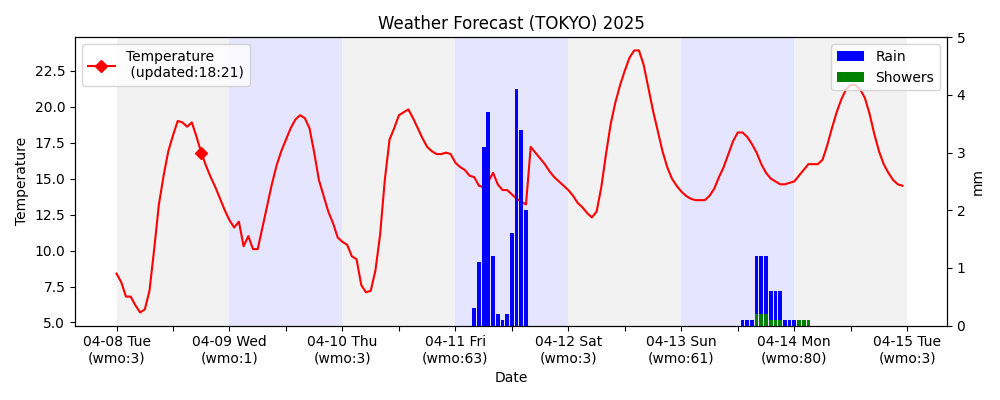 Weather Forecast (TOKYO) 2025
Temperature
(updated:18:21)
Rain
Showers
Temperature
22.5
20.0
17.5
15.0
12.5
10.0
7.5
5.0
5
4
3
2
1
0
mm
04-08 Tue
(wmo:3)
04-09 Wed
(wmo:1)
04-10 Thu
(wmo:3)
04-11 Fri
(wmo:63)
04-12 Sat
(wmo:3)
04-13 Sun
(wmo:61)
04-14 Mon
(wmo:80)
04-15 Tue
(wmo:3)
Date